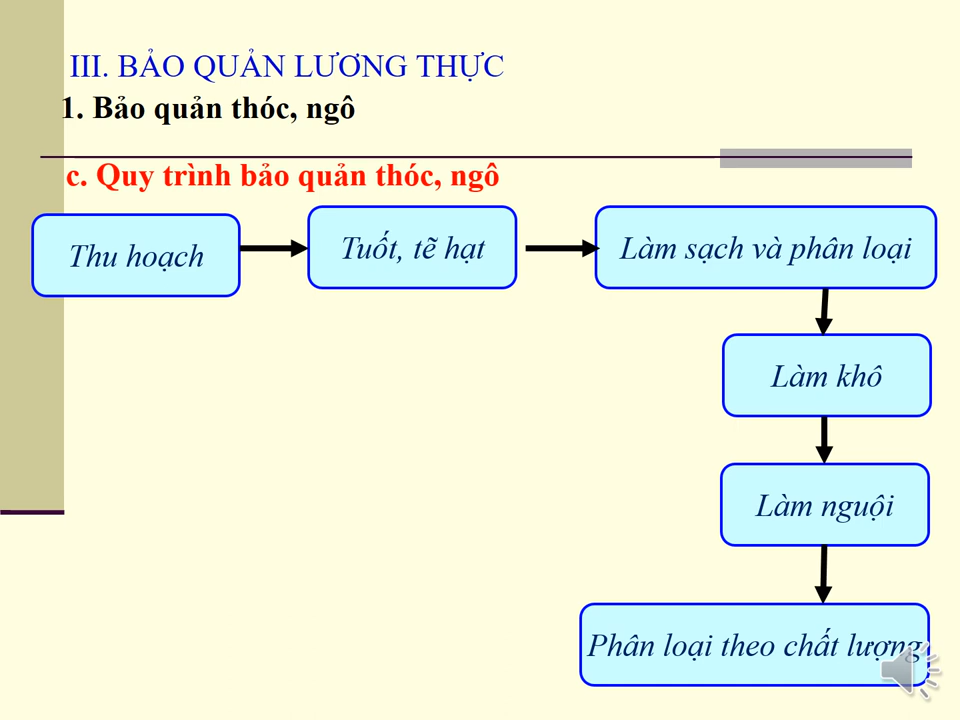 III. BẢO QUẢN LƯƠNG THỰC
1. Bảo quản thóc, ngô
c. Quy trình bảo quản thóc, ngô
Thu hoạch
Tuốt, tẽ hạt
Làm sạch và phân loại
Làm khô
Làm nguội
Phân loại theo chất lượng